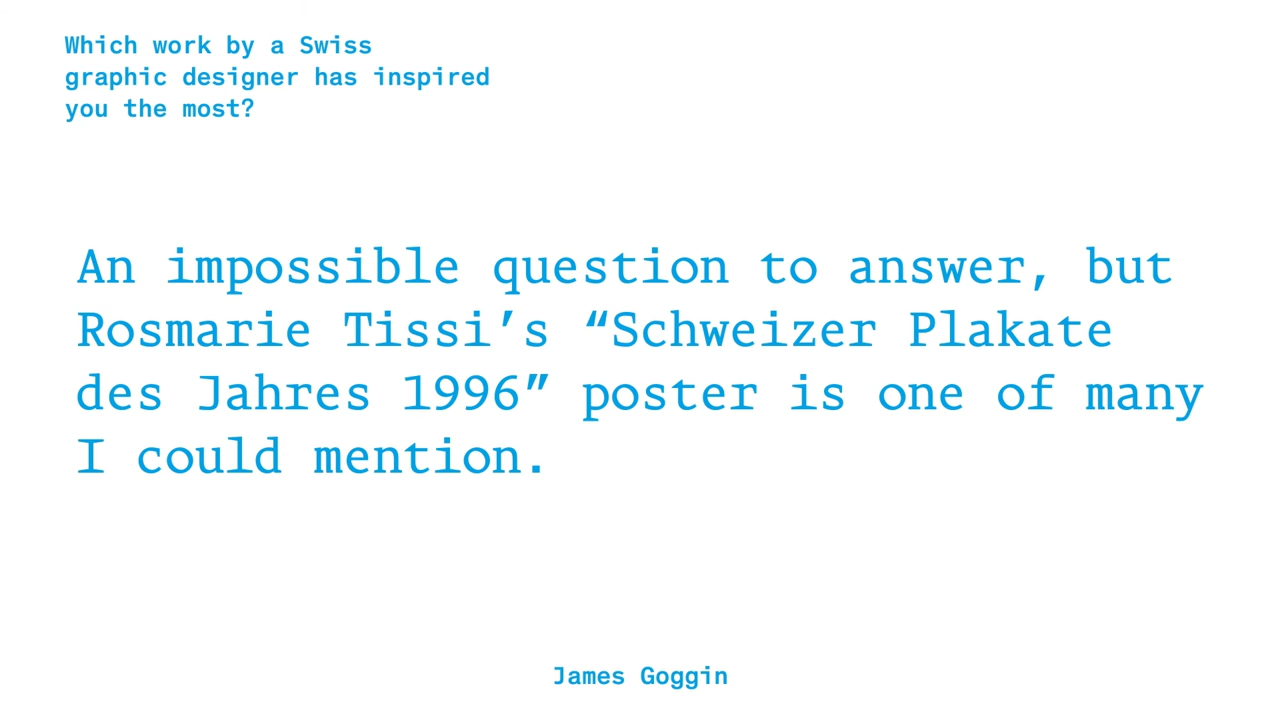 Which work by a Swiss
graphic designer has inspired
you the most?
An impossible question to answer, but
Rosmarie Tissi’s “Schweizer Plakate
des Jahres 1996” poster is one of many
I could mention.
James Goggin